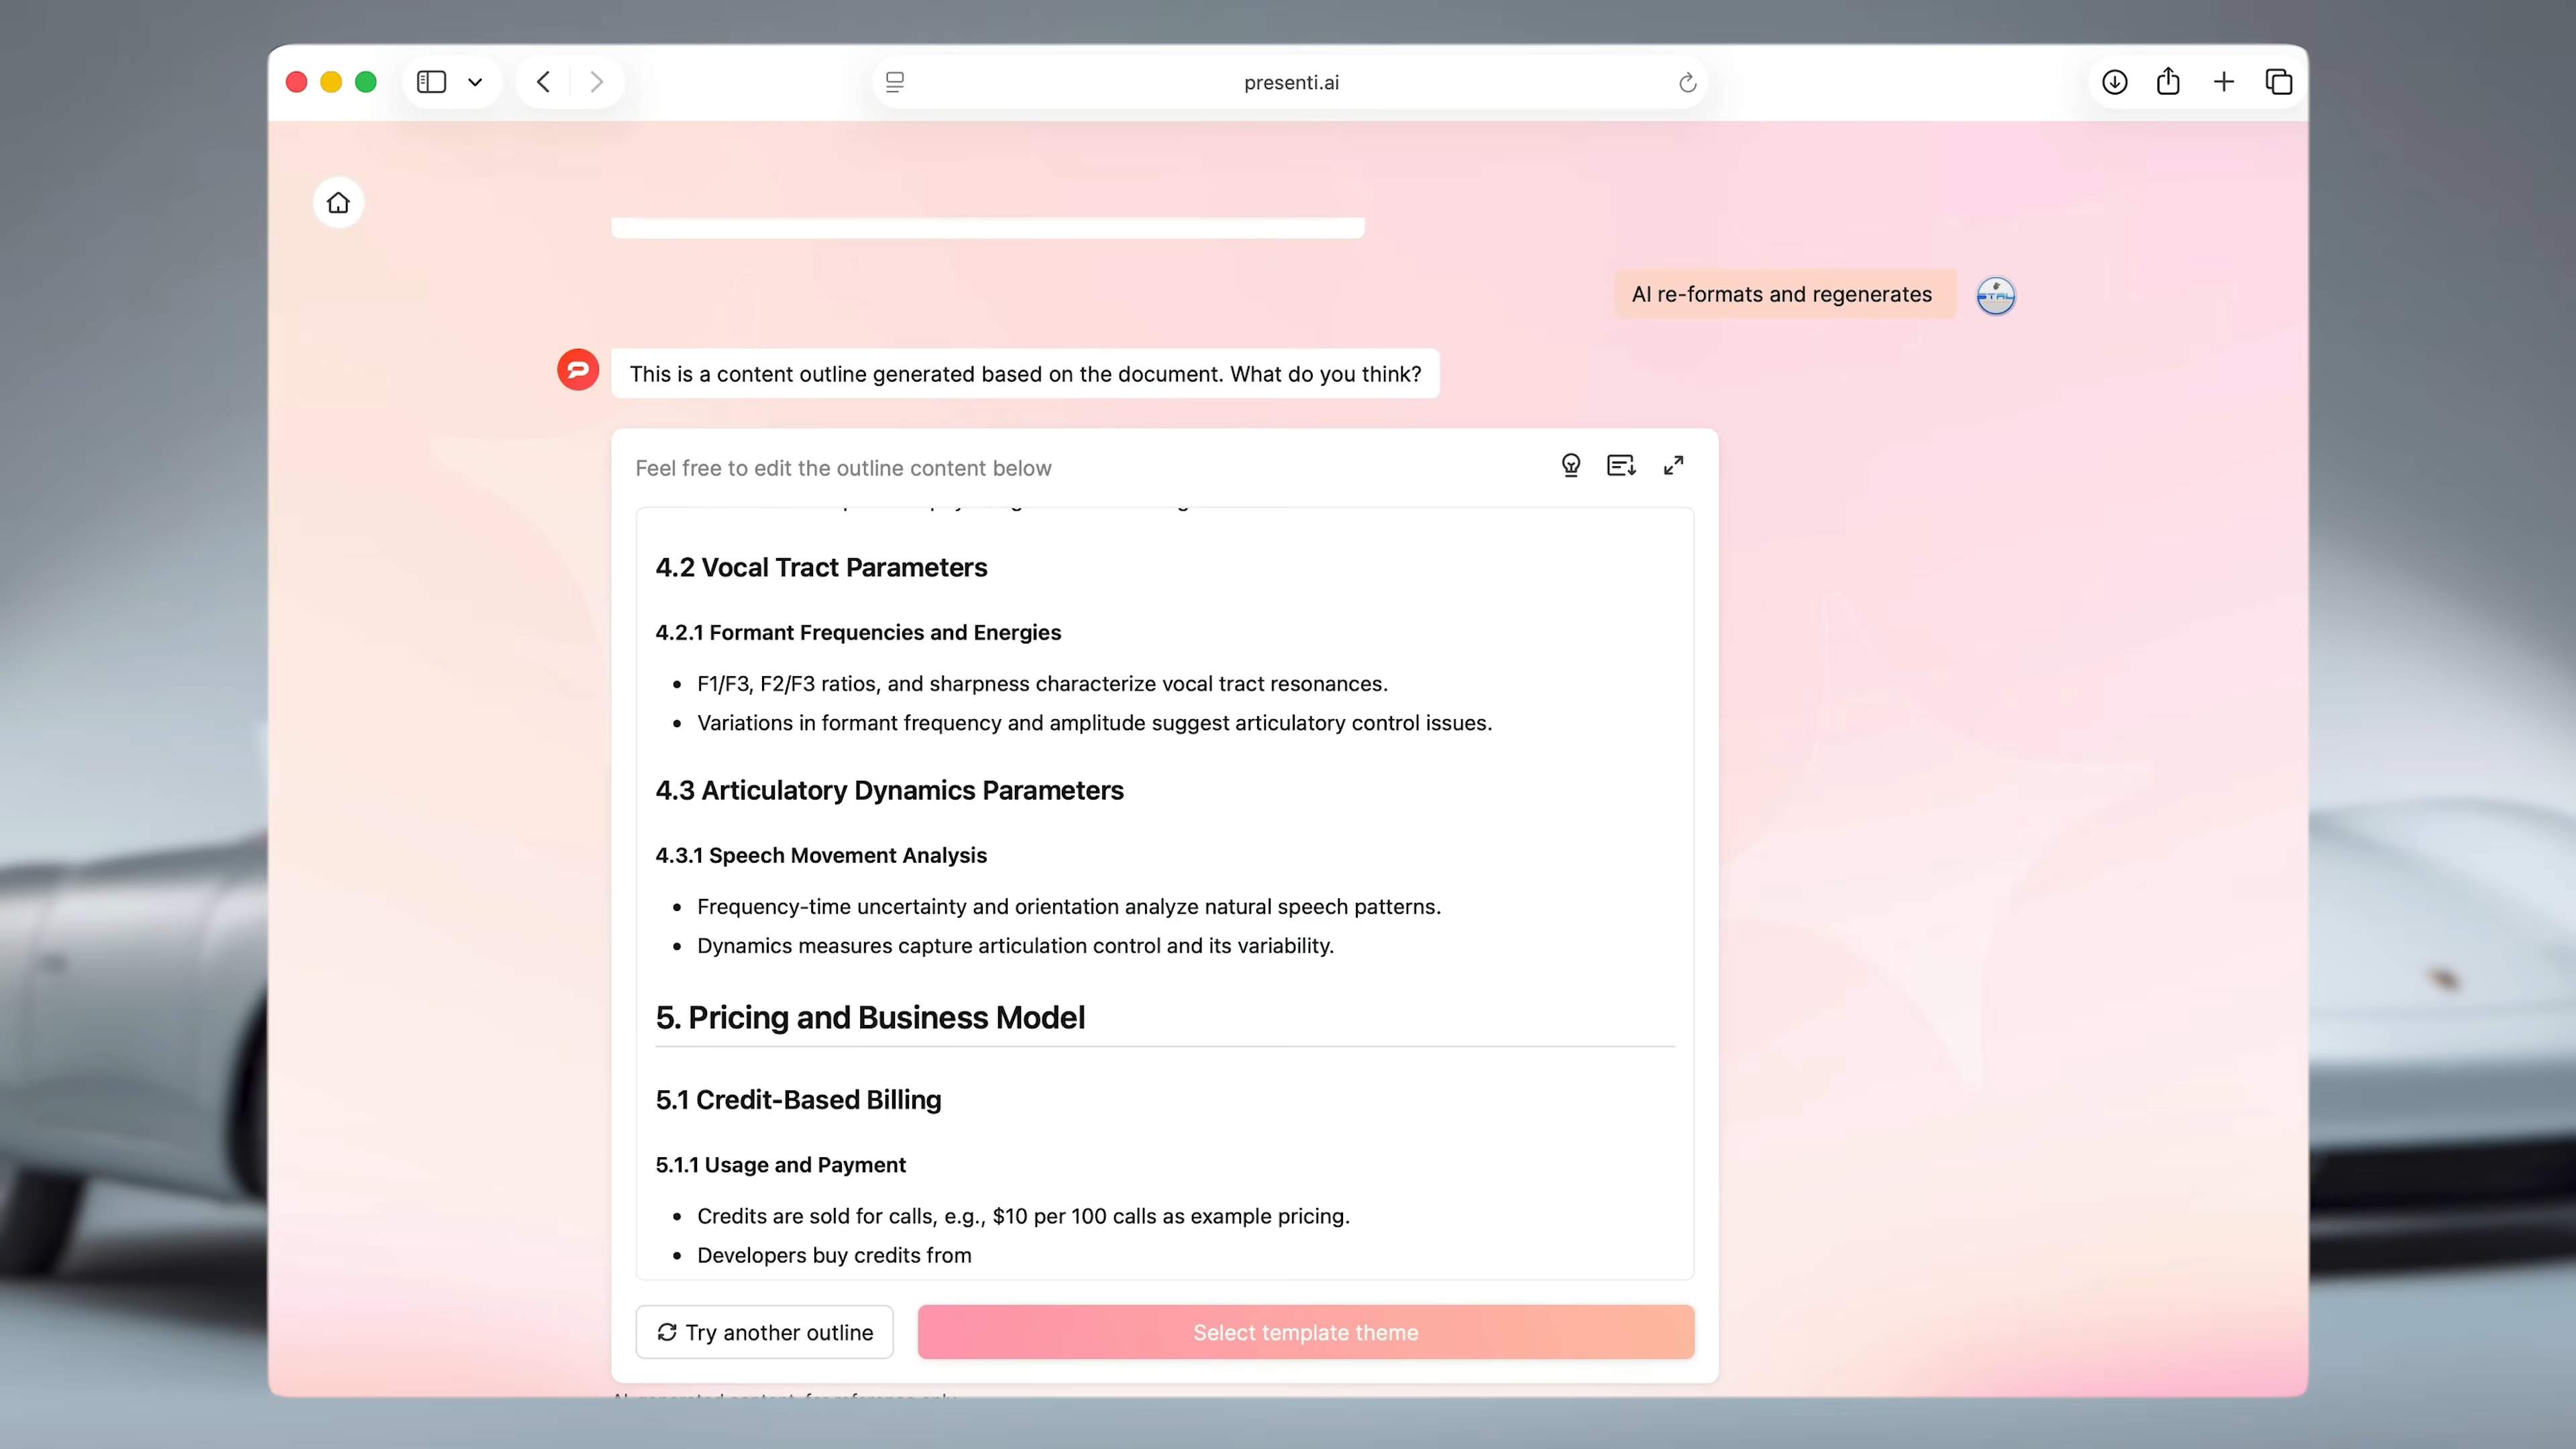 presenti.ai
AI re-formats and regenerates
This is a content outline generated based on the document. What do you think?
Feel free to edit the outline content below
4.2 Vocal Tract Parameters
4.2.1 Formant Frequencies and Energies
• F1/F3, F2/F3 ratios, and sharpness characterize vocal tract resonances.
• Variations in formant frequency and amplitude suggest articulatory control issues.
4.3 Articulatory Dynamics Parameters
4.3.1 Speech Movement Analysis
• Frequency-time uncertainty and orientation analyze natural speech patterns.
• Dynamics measures capture articulation control and its variability.
5. Pricing and Business Model
5.1 Credit-Based Billing
5.1.1 Usage and Payment
• Credits are sold for calls, e.g., $10 per 100 calls as example pricing.
• Developers buy credits from
Try another outline
Select template theme
AI-generated content, for reference only